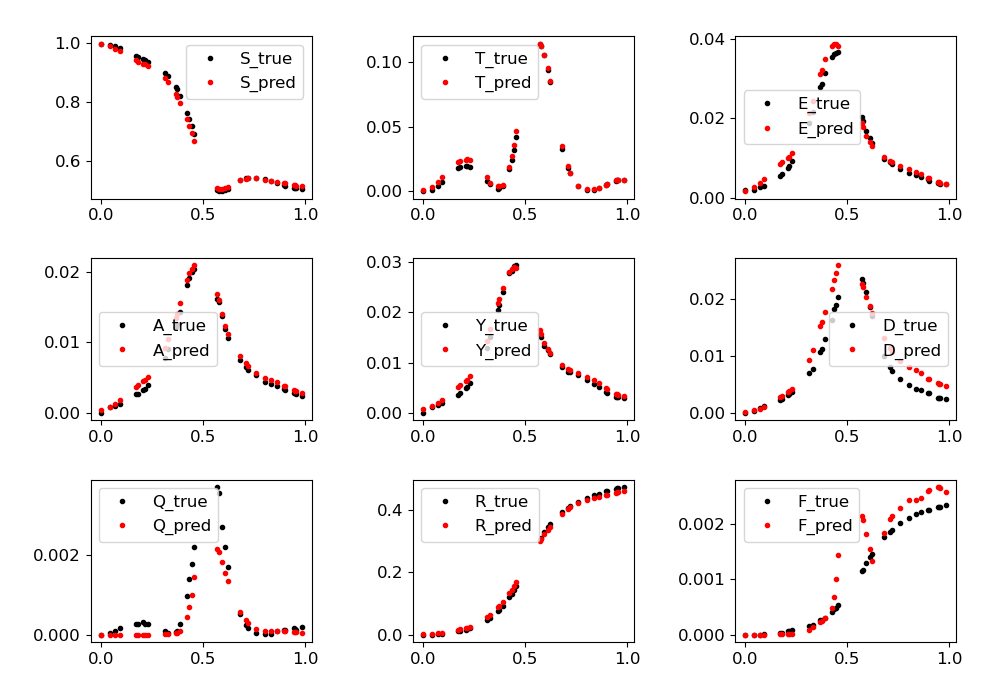 1.0
0.8
0.6
0.0 0.5 1.0
S_true
S_pred
0.10
0.05
0.00
0.0 0.5 1.0
T_true
T_pred
0.04
0.02
0.00
0.0 0.5 1.0
E_true
E_pred
0.02
0.01
0.00
0.0 0.5 1.0
A_true
A_pred
0.03
0.02
0.01
0.00
0.0 0.5 1.0
Y_true
Y_pred
0.02
0.01
0.00
0.0 0.5 1.0
D_true
D_pred
0.002
0.000
0.0 0.5 1.0
Q_true
Q_pred
0.4
0.2
0.0
0.0 0.5 1.0
R_true
R_pred
0.002
0.001
0.000
0.0 0.5 1.0
F_true
F_pred